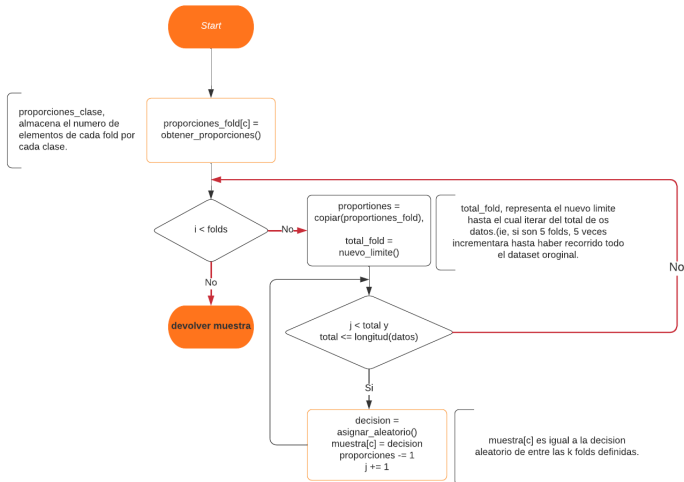 Start
proporciones_clase,
almacena el numero de
elementos de cada fold por
cada clase.
proporciones_fold[c] =
obtener_proporciones()
i < folds
No
No
devolver muestra
proportiones =
copiar(proportiones_fold),
total_fold =
nuevo_limite()
total_fold, representa el nuevo limite
hasta el cual iterar del total de os
datos.(ie, si son 5 folds, 5 veces
incrementara hasta haber recorrido todo
el dataset oroginal.
No
j < total y
total <= longitud(datos)
Si
decision =
asignar_aleatorio()
muestra[c] = decision
proporciones -= 1
j += 1
muestra[c] es igual a la decision
aleatorio de entre las k folds definidas.